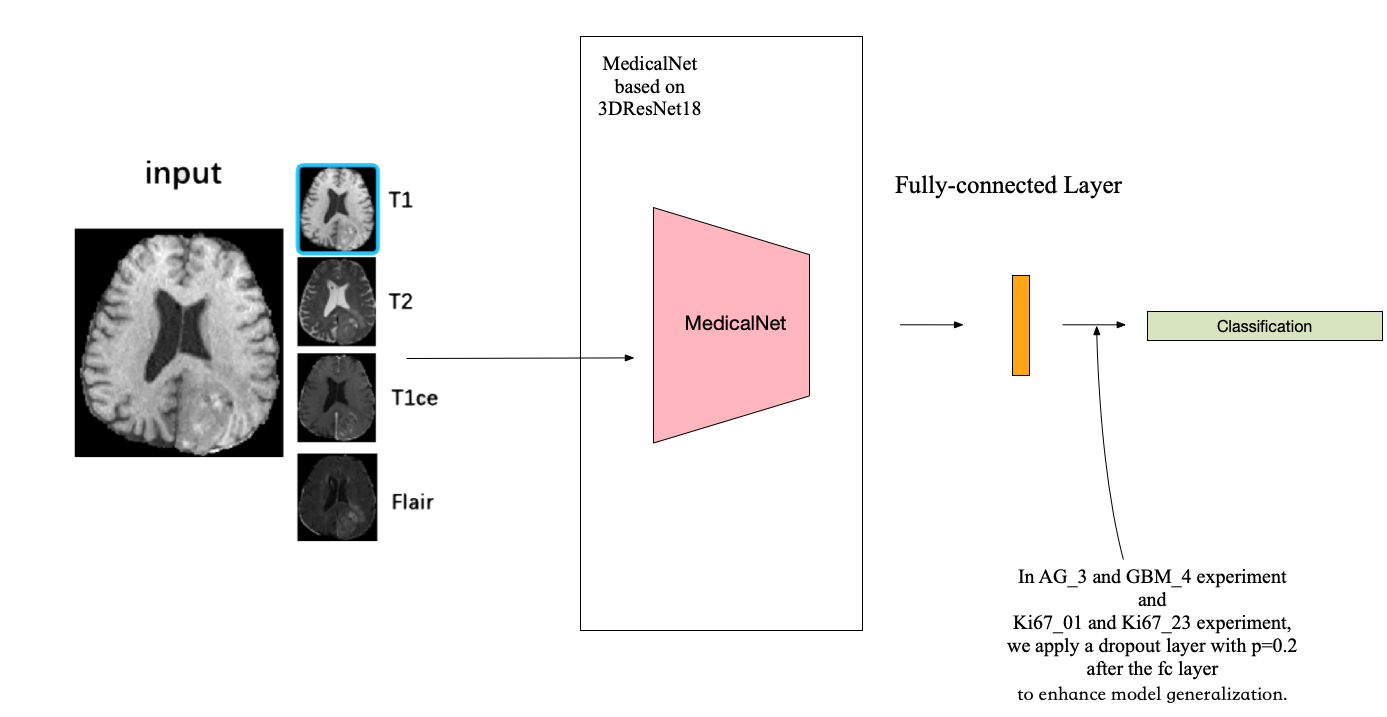 input
T1
T2
T1ce
Flair
MedicalNet
based on
3DResNet18
MedicalNet
Fully-connected Layer
Classification
In AG_3 and GBM_4 experiment
and
Ki67_01 and Ki67_23 experiment,
we apply a dropout layer with p=0.2
after the fc layer
to enhance model generalization.